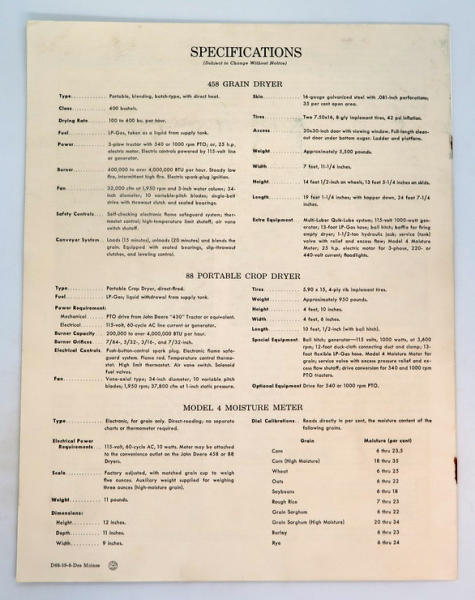 SPECIFICATIONS
(Subject to Change Without Notice)
458 GRAIN DRYER
Type............ Portable, blending, batch-type, with direct heat.
Class............ 400 bushels.
Drying Rate....... 100 to 600 bu. per hour.
Fuel............ LP-Gas, taken as a liquid from supply tank.
Power............ 3-plow tractor with 540 or 1000 rpm PTO; or, 25 h.p.
electric motor. Electric controls powered by 115-volt line
or generator.
Burner........... 400,000 to over 4,000,000 BTU per hour. Steady low
fire, intermittent high fire. Electric spark-plug ignition.
Fan............ 32,000 cfm at 1,950 rpm and 3-inch water column; 34-
inch diameter, 10 variable-pitch blades; single-belt
drive with throwout clutch and sealed bearings.
Safety Controls.... Self-checking electronic flame safeguard system; ther-
mostat control; high-temperature limit shutoff, air vane
switch shutoff.
Conveyor System.. Loads (15 minutes), unloads (20 minutes) and blends the
grain. Equipped with sealed bearings, slip-throwout
clutches, and leveling control.
Skin............ 16-gauge galvanized steel with .081-inch perforations;
35 per cent open area.
Tires............ Two 7.50x16, 8-ply implement tires, 42 psi inflation.
Access........... 20x30-inch door with viewing window. Full-length clean-
out door under bottom auger. Ladder and platform.
Weight........... Approximately 5,500 pounds.
Width............ 7 feet, 11-1/4 inches.
Height........... 14 feet 1/2-inch on wheels, 13 feet 5-1/4 inches on skids.
Length........... 19 feet 1-1/4 inches; with hopper down, 24 feet 7-1/4
inches.
Extra Equipment... Multi-Luber Quik-Lube system; 115-volt 1000-watt gen-
erator; 13-foot LP-Gas hose; ball hitch; baffle for firing
empty dryer; 1-1/2-ton hydraulic jack; service (tank)
valve with relief and excess flow; Model 4 Moisture
Meter; 25 h.p. electric motor for 3-phase, 220- or
440-volt current; floodlights.
88 PORTABLE CROP DRYER
Type............ Portable Crop Dryer, direct-fired.
Fuel............ LP-Gas; liquid withdrawal from supply tank.
Power Requirement:
Mechanical...... PTO drive from John Deere "430" Tractor or equivalent.
Electrical...... 115-volt, 60-cycle AC line current or generator.
Burner Capacity... 200,000 to over 4,000,000 BTU per hour.
Burner Orifices.... 7/64-, 5/32-, 3/16-, and 7/32-inch.
Electrical Controls.. Push-button-control spark plug. Electronic flame safe-
guard system. Flame rod. Temperature control thermo-
stat. High limit thermostat. Air vane switch. Solenoid
fuel valves.
Fan............ Vane-axial type; 34-inch diameter, 10 variable pitch
blades; 1,950 rpm; 37,800 cfm at 1-inch static pressure.
Tires............ 5.90 x 15, 4-ply rib implement tires.
Weight........... Approximately 950 pounds.
Height........... 4 feet, 10 inches.
Width............ 4 feet, 6 inches.
Length........... 10 feet, 1/2-inch (with ball hitch).
Special Equipment.. Ball hitch; generator—115 volts, 1000 watts, at 3,600
rpm; 12-foot duct-cloth connecting duct and clamp; 13-
foot flexible LP-Gas hose. Model 4 Moisture Meter for
grain; service valve with excess pressure relief and ex-
cess flow shutoff; drive conversion for 540 and 1000 rpm
PTO tractors.
Optional Equipment Drive for 540 or 1000 rpm PTO.
MODEL 4 MOISTURE METER
Type............ Electronic, for grain only. Direct-reading; no separate
charts or thermometer required.
Electrical Power
Requirements.... 115-volt, 60-cycle AC, 10 watts. Meter may be attached
to the convenience outlet on the John Deere 458 or 88
Dryers.
Scale............ Factory adjusted, with matched grain cup to weigh
five ounces. Auxiliary weight supplied for weighing
three ounces (high-moisture grain).
Weight........... 11 pounds.
Dimensions:
Height......... 12 inches.
Depth.......... 11 inches.
Width.......... 9 inches.
Dial Calibrations... Reads directly in per cent, the moisture content of the
following grains.
Grain Moisture (per cent)
Corn 6 thru 23.5
Corn (High Moisture) 18 thru 35
Wheat 6 thru 25
Oats 6 thru 22
Soybeans 6 thru 18
Rough Rice 7 thru 23
Grain Sorghum 6 thru 22
Grain Sorghum (High Moisture) 20 thru 34
Barley 6 thru 23
Rye 6 thru 24
D68-59-6-Des Moines